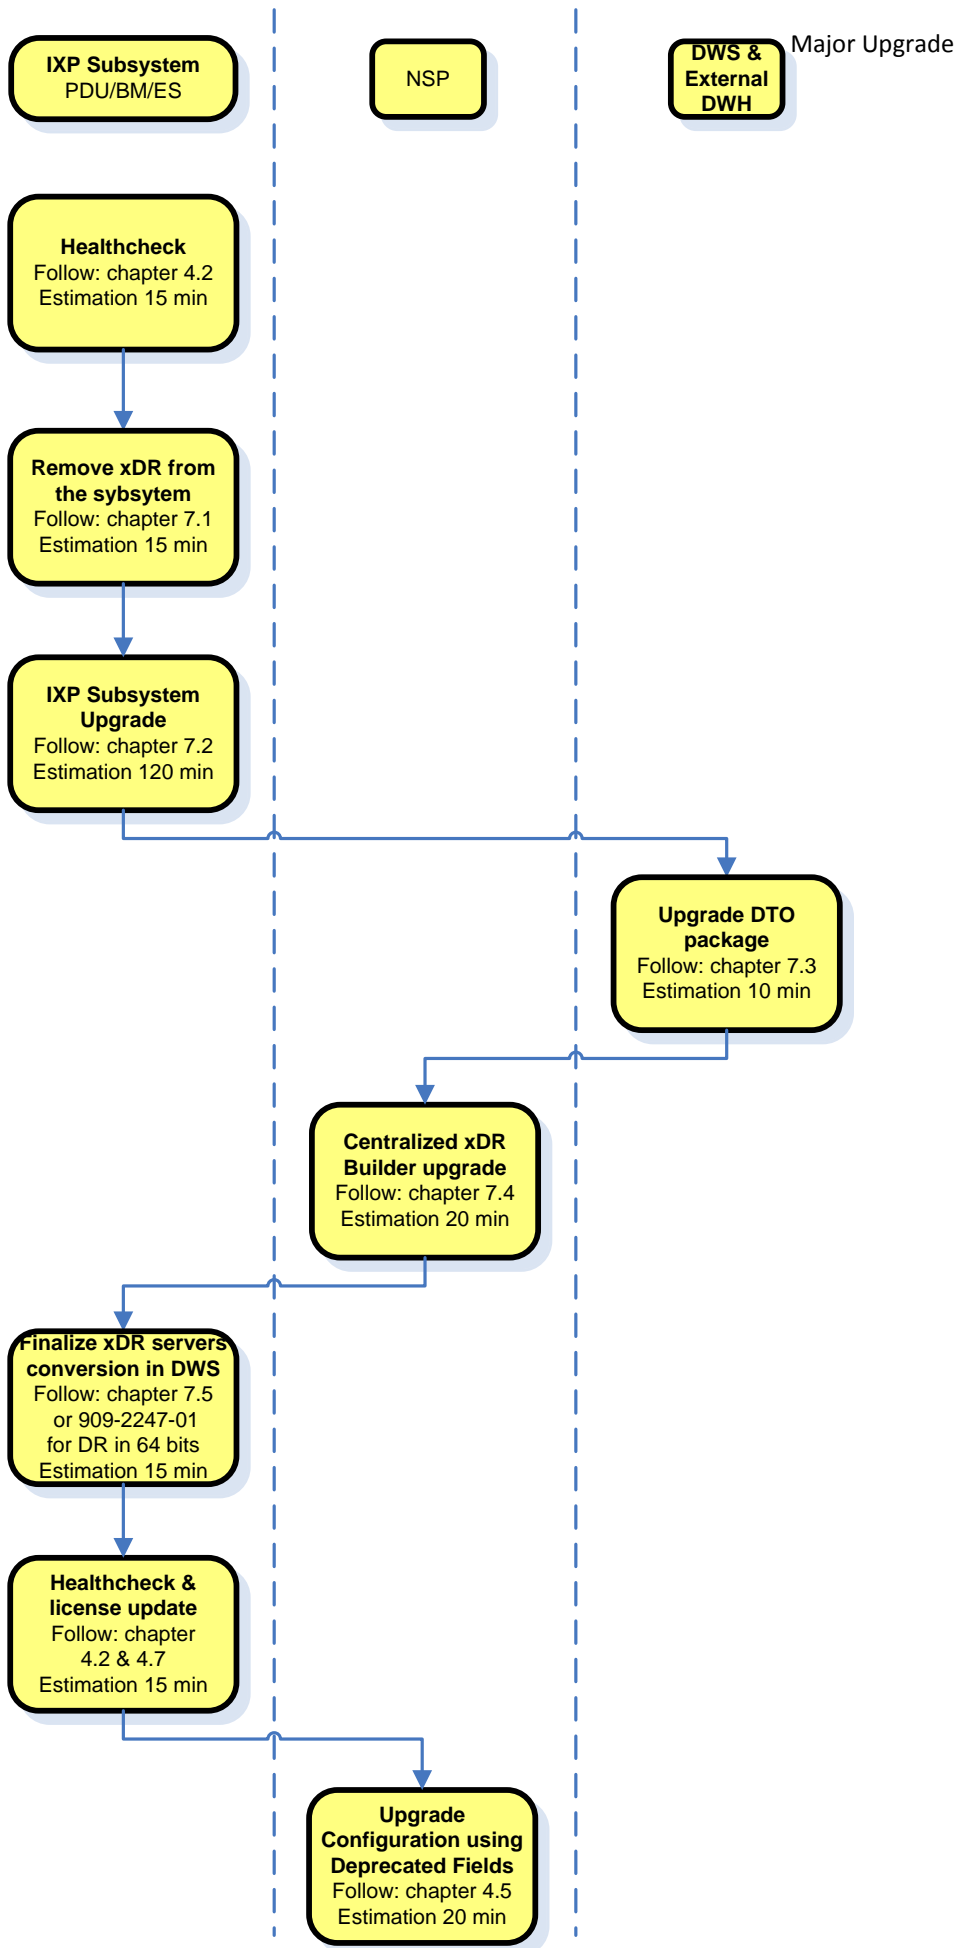 Major Upgrade
IXP Subsystem
PDU/BM/ES
NSP
DWS &
External
DWH
Healthcheck
Follow: chapter 4.2
Estimation 15 min
Remove xDR from
the sybsytem
Follow: chapter 7.1
Estimation 15 min
IXP Subsystem
Upgrade
Follow: chapter 7.2
Estimation 120 min
Upgrade DTO
package
Follow: chapter 7.3
Estimation 10 min
Centralized xDR
Builder upgrade
Follow: chapter 7.4
Estimation 20 min
Finalize xDR servers
conversion in DWS
Follow: chapter 7.5
or 909-2247-01
for DR in 64 bits
Estimation 15 min
Healthcheck &
license update
Follow: chapter
4.2 & 4.7
Estimation 15 min
Upgrade
Configuration using
Deprecated Fields
Follow: chapter 4.5
Estimation 20 min